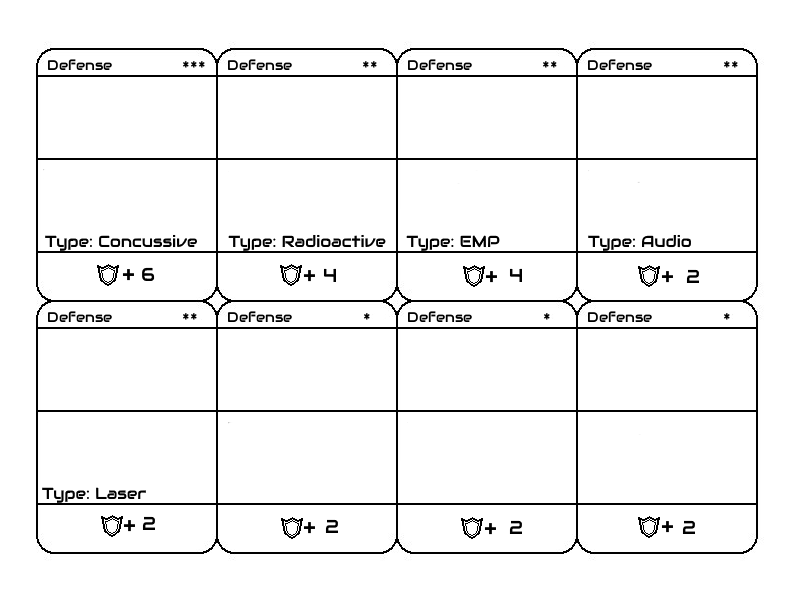 Defense *** Defense ** Defense ** Defense **
Type: Concussive Type: Radioactive Type: EMP Type: Audio
+ 6 + 4 + 4 + 2
Defense ** Defense * Defense * Defense *
Type: Laser
+ 2 + 2 + 2 + 2